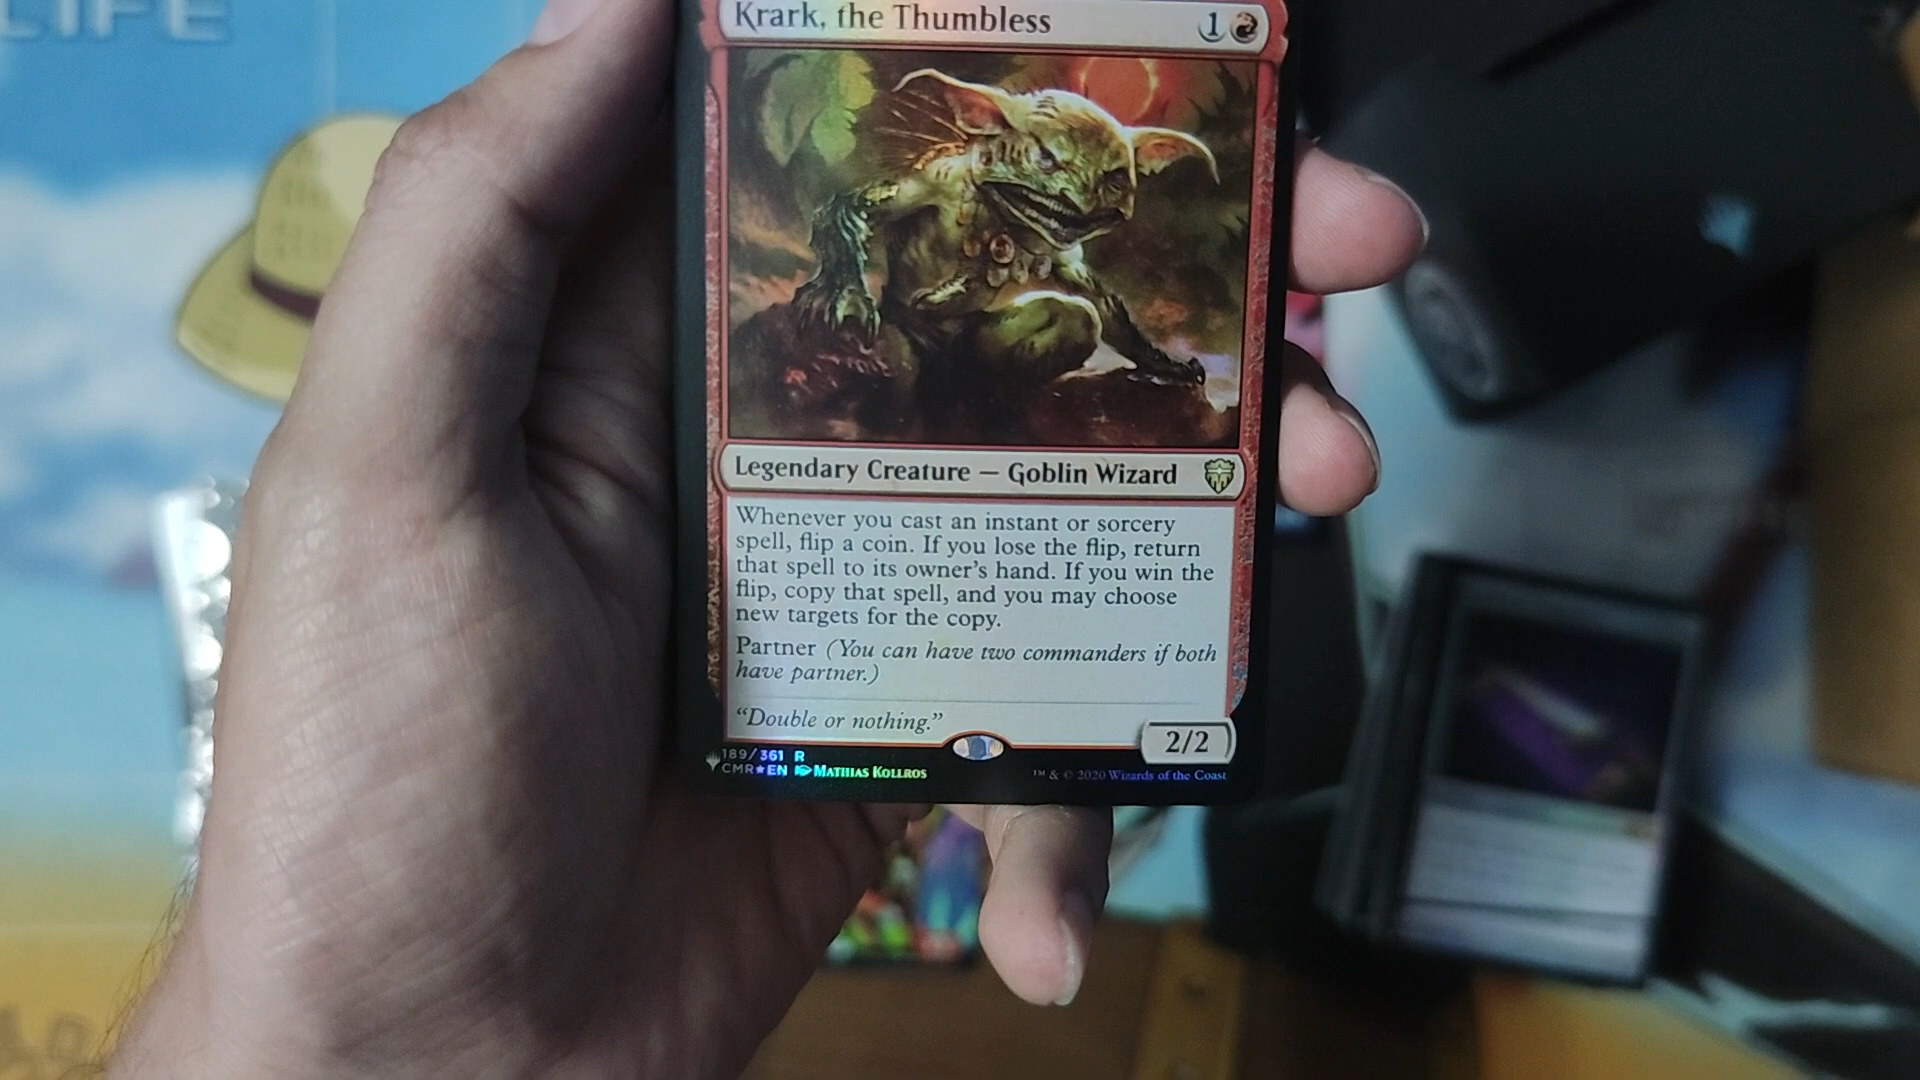 LIFE
Krark, the Thumbless 1
Legendary Creature — Goblin Wizard
Whenever you cast an instant or sorcery
spell, flip a coin. If you lose the flip, return
that spell to its owner's hand. If you win the
flip, copy that spell, and you may choose
new targets for the copy.
Partner (You can have two commanders if both
have partner.)
“Double or nothing.”
2/2
189/361 R
CMR★EN Mathias Kollros
™ & © 2020 Wizards of the Coast